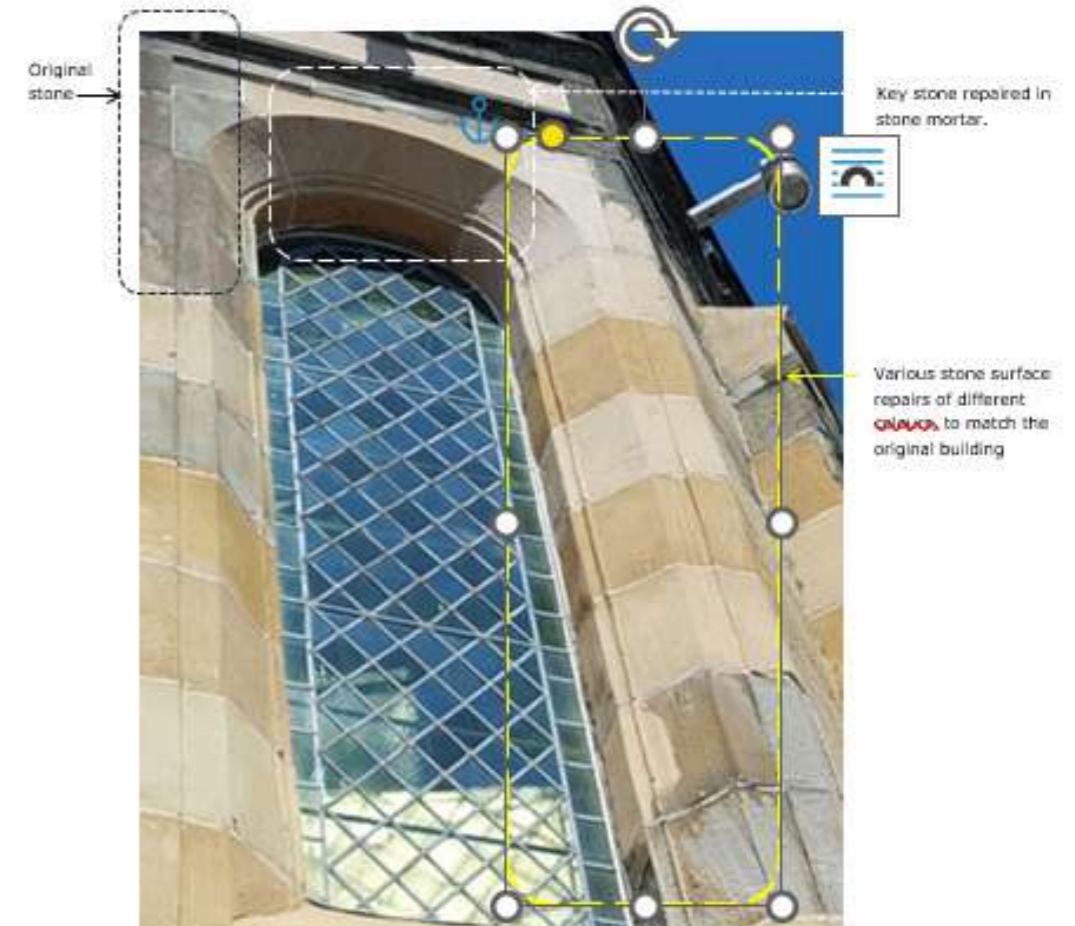 Original
stone
Key stone repaired in
stone mortar.
Various stone surface
repairs of different
to match the
original building